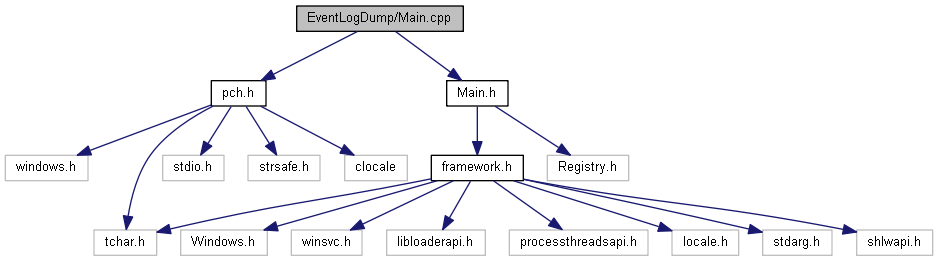 EventLogDump/Main.cpp
pch.h
Main.h
windows.h
stdio.h
strsafe.h
clocale
framework.h
Registry.h
tchar.h
Windows.h
winsvc.h
libloaderapi.h
processthreadsapi.h
locale.h
stdarg.h
shlwapi.h